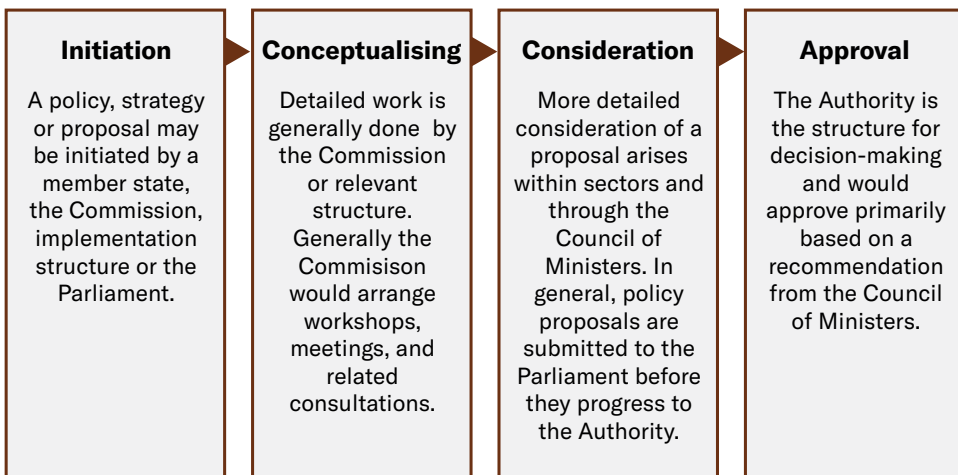 Initiation
A policy, strategy
or proposal may
be initiated by a
member state,
the Commission,
implementation
structure or the
Parliament.
Conceptualising
Detailed work is
generally done  by
the Commission
or relevant
structure.
Generally the
Commisison
would arrange
workshops,
meetings, and
related
consultations.
Consideration
More detailed
consideration of a
proposal arises
within sectors and
through the
Council of
Ministers. In
general, policy
proposals are
submitted to the
Parliament before
they progress to
the Authority.
Approval
The Authority is
the structure for
decision-making
and would
approve primarily
based on a
recommendation
from the Council
of Ministers.